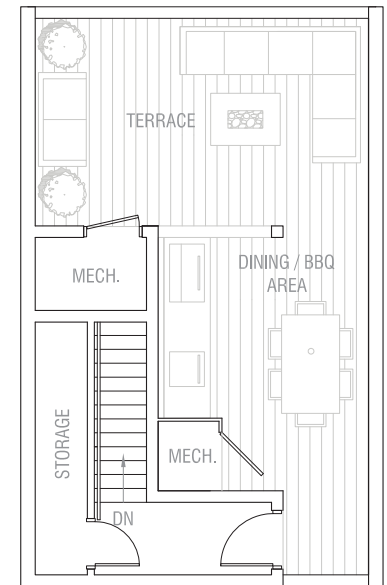 TERRACE
DINING / BBQ
AREA
MECH.
STORAGE
MECH.
DN